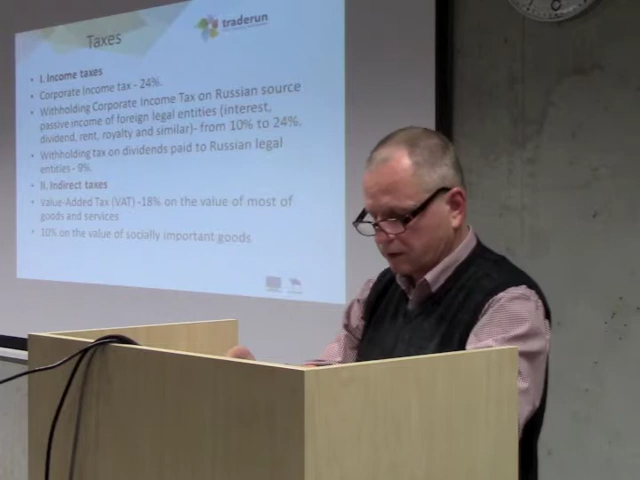 traderun
Taxes
• I. Income taxes
• Corporate Income tax - 24%.
• Withholding Corporate Income Tax on Russian source
passive income of foreign legal entities (interest,
dividend, rent, royalty and similar)- from 10% to 24%,
• Withholding tax on dividends paid to Russian legal
entities - 9%.
• II. Indirect taxes
• Value-Added Tax (VAT) -18% on the value of most of
goods and services
• 10% on the value of socially important goods